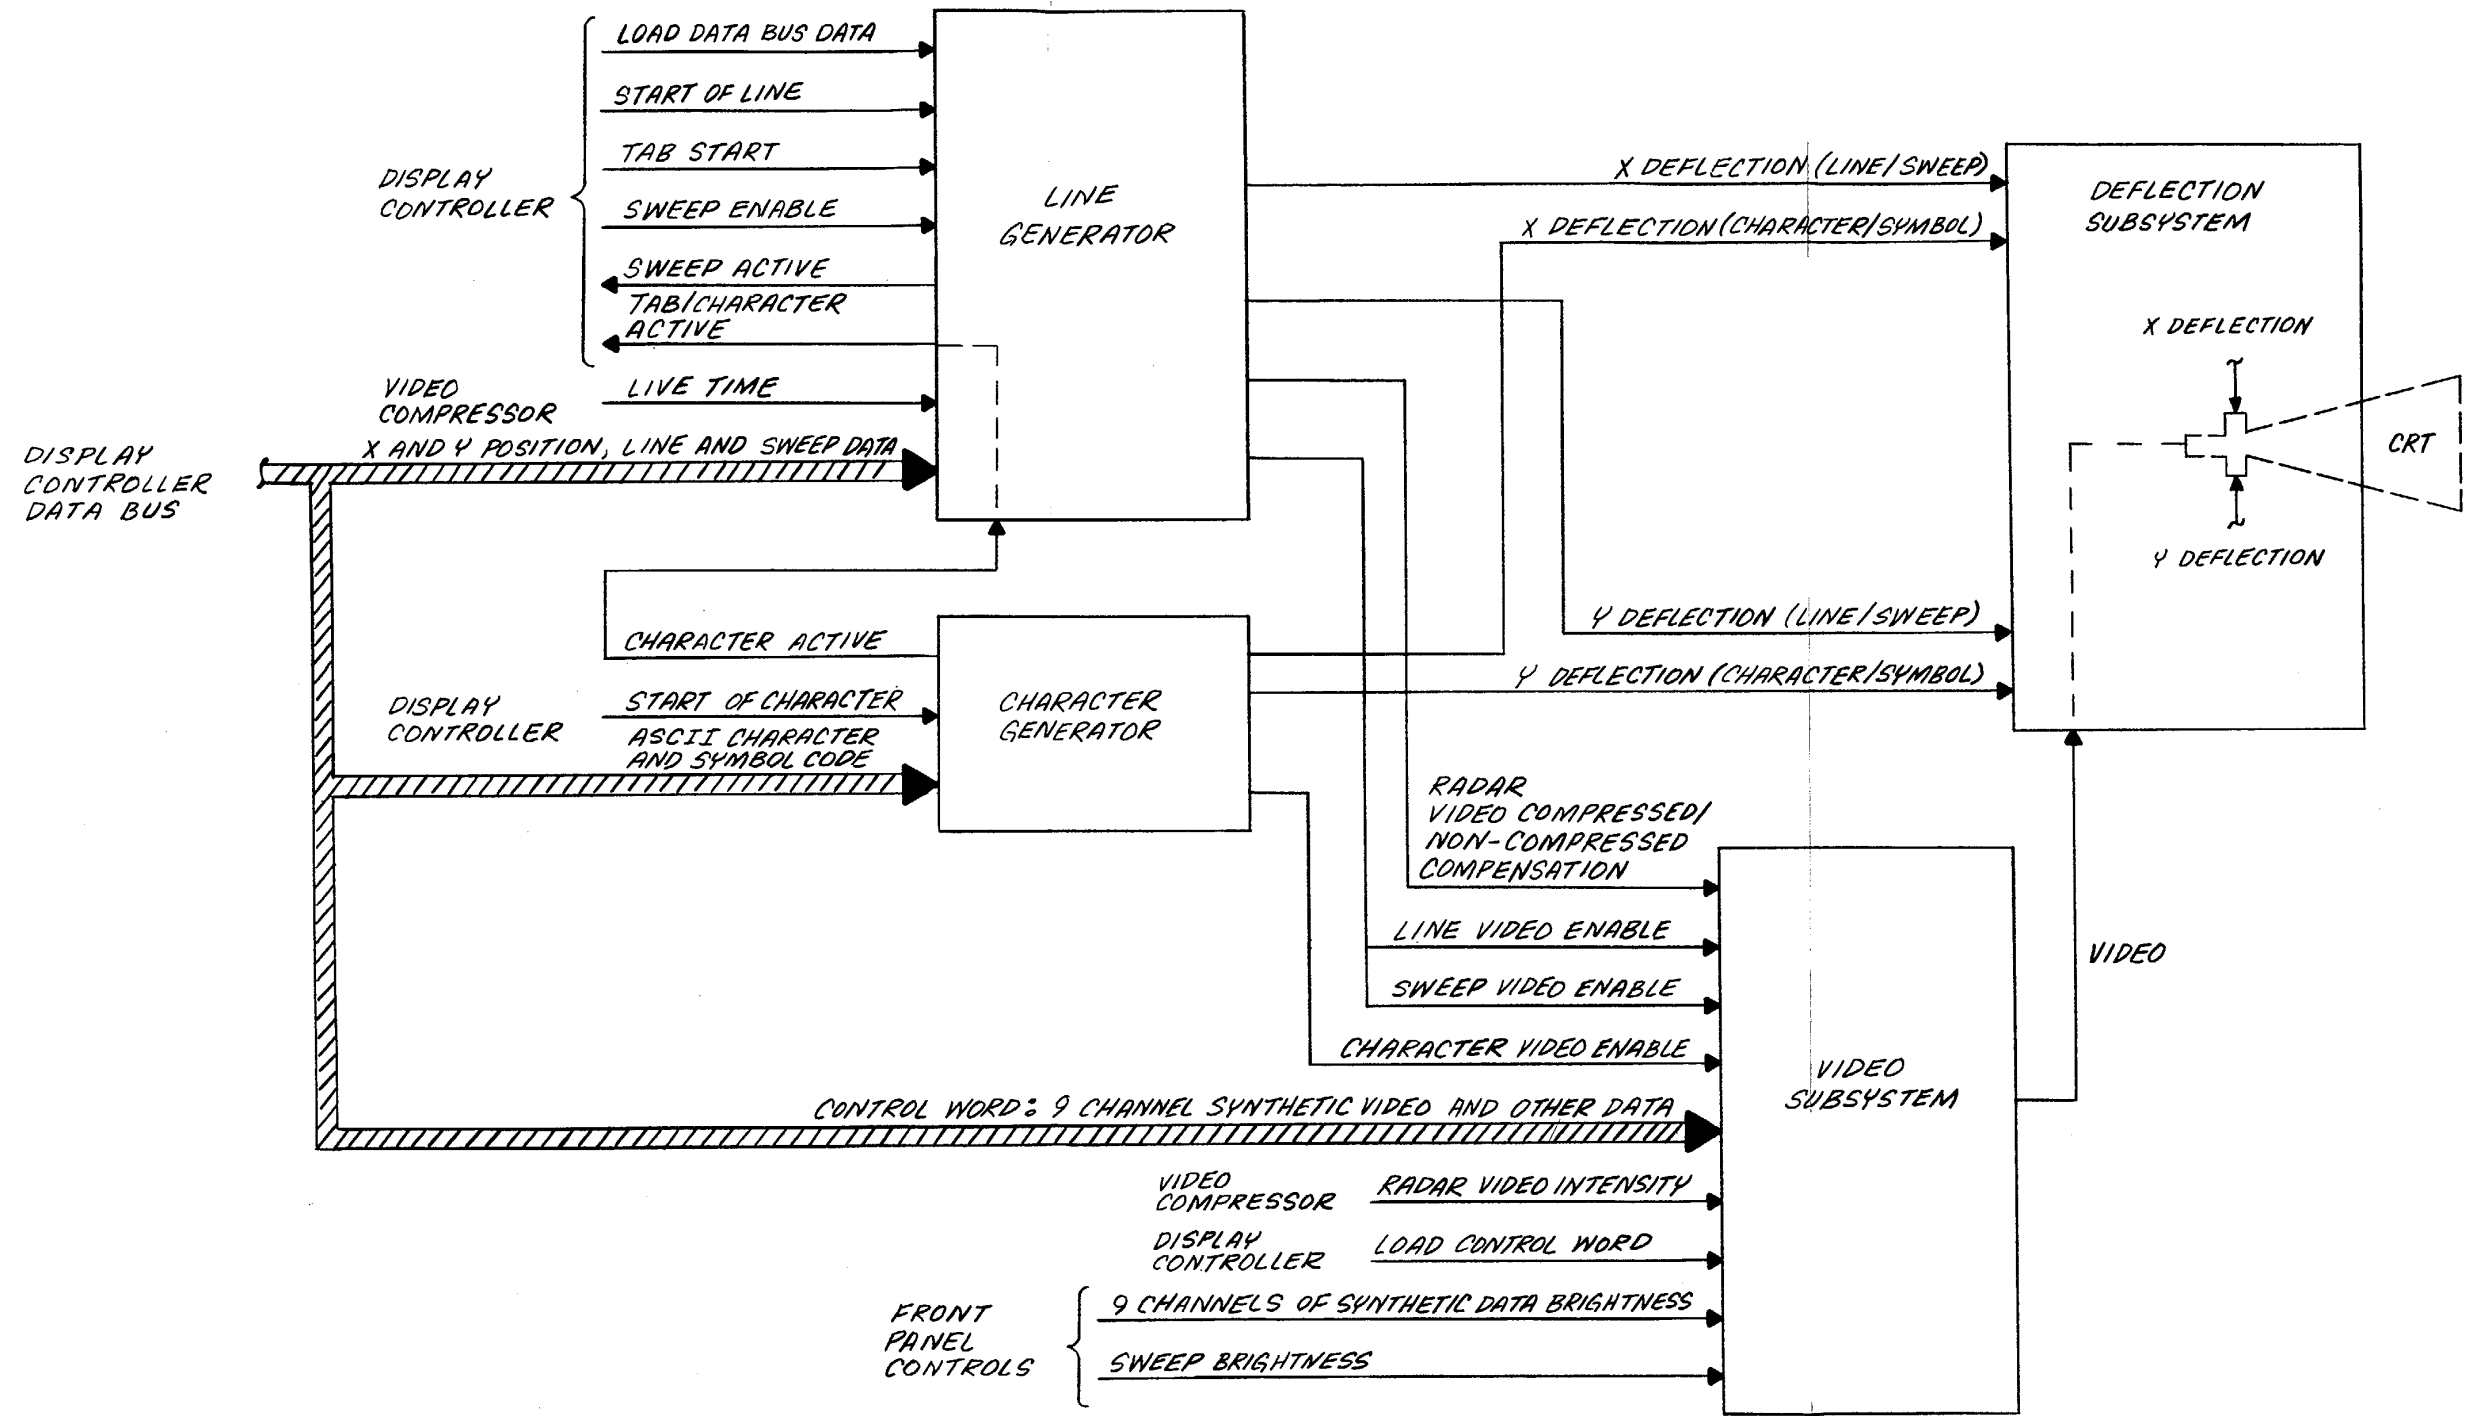 LOAD DATA BUS DATA
START OF LINE
TAB START
DISPLAY
CONTROLLER
SWEEP ENABLE
SWEEP ACTIVE
TAB/CHARACTER
ACTIVE
VIDEO
COMPRESSOR
LIVE TIME
DISPLAY
CONTROLLER
DATA BUS
X AND Y POSITION, LINE AND SWEEP DATA
LINE
GENERATOR
X DEFLECTION (LINE/SWEEP)
X DEFLECTION (CHARACTER/SYMBOL)
DEFLECTION
SUBSYSTEM
X DEFLECTION
CRT
Y DEFLECTION
Y DEFLECTION (LINE/SWEEP)
Y DEFLECTION (CHARACTER/SYMBOL)
CHARACTER ACTIVE
DISPLAY
CONTROLLER
START OF CHARACTER
ASCII CHARACTER
AND SYMBOL CODE
CHARACTER
GENERATOR
RADAR
VIDEO COMPRESSED/
NON-COMPRESSED
COMPENSATION
LINE VIDEO ENABLE
SWEEP VIDEO ENABLE
CHARACTER VIDEO ENABLE
VIDEO
VIDEO
SUBSYSTEM
CONTROL WORD: 9 CHANNEL SYNTHETIC VIDEO AND OTHER DATA
VIDEO
COMPRESSOR
RADAR VIDEO INTENSITY
DISPLAY
CONTROLLER
LOAD CONTROL WORD
FRONT
PANEL
CONTROLS
9 CHANNELS OF SYNTHETIC DATA BRIGHTNESS
SWEEP BRIGHTNESS